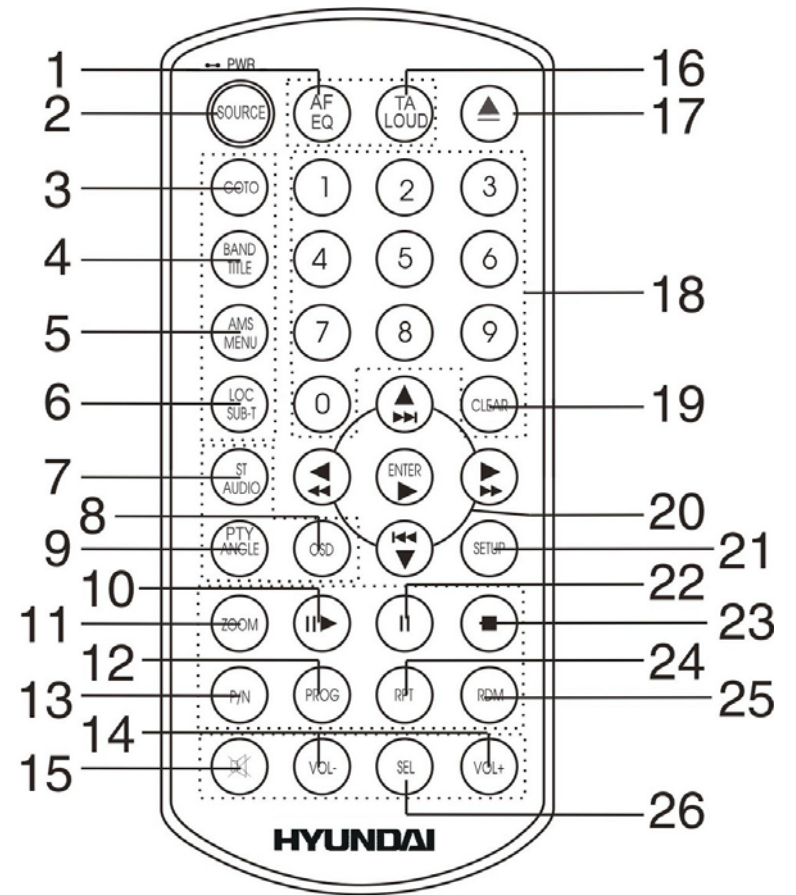 PWR
1
16
AF
EQ
TA
LOUD
2
SOURCE
17
3
GOTO
1
2
3
4
BAND
TITLE
4
5
6
18
5
AMS
MENU
7
8
9
6
LOC
SUB-T
0
CLEAR
19
7
ST
AUDIO
ENTER
20
8
9
PTY
ANGLE
OSD
SETUP
21
10
22
11
ZOOM
23
12
24
13
P/N
PROG
RPT
RDM
25
14
15
VOL-
SEL
VOL+
26
HYUNDAI